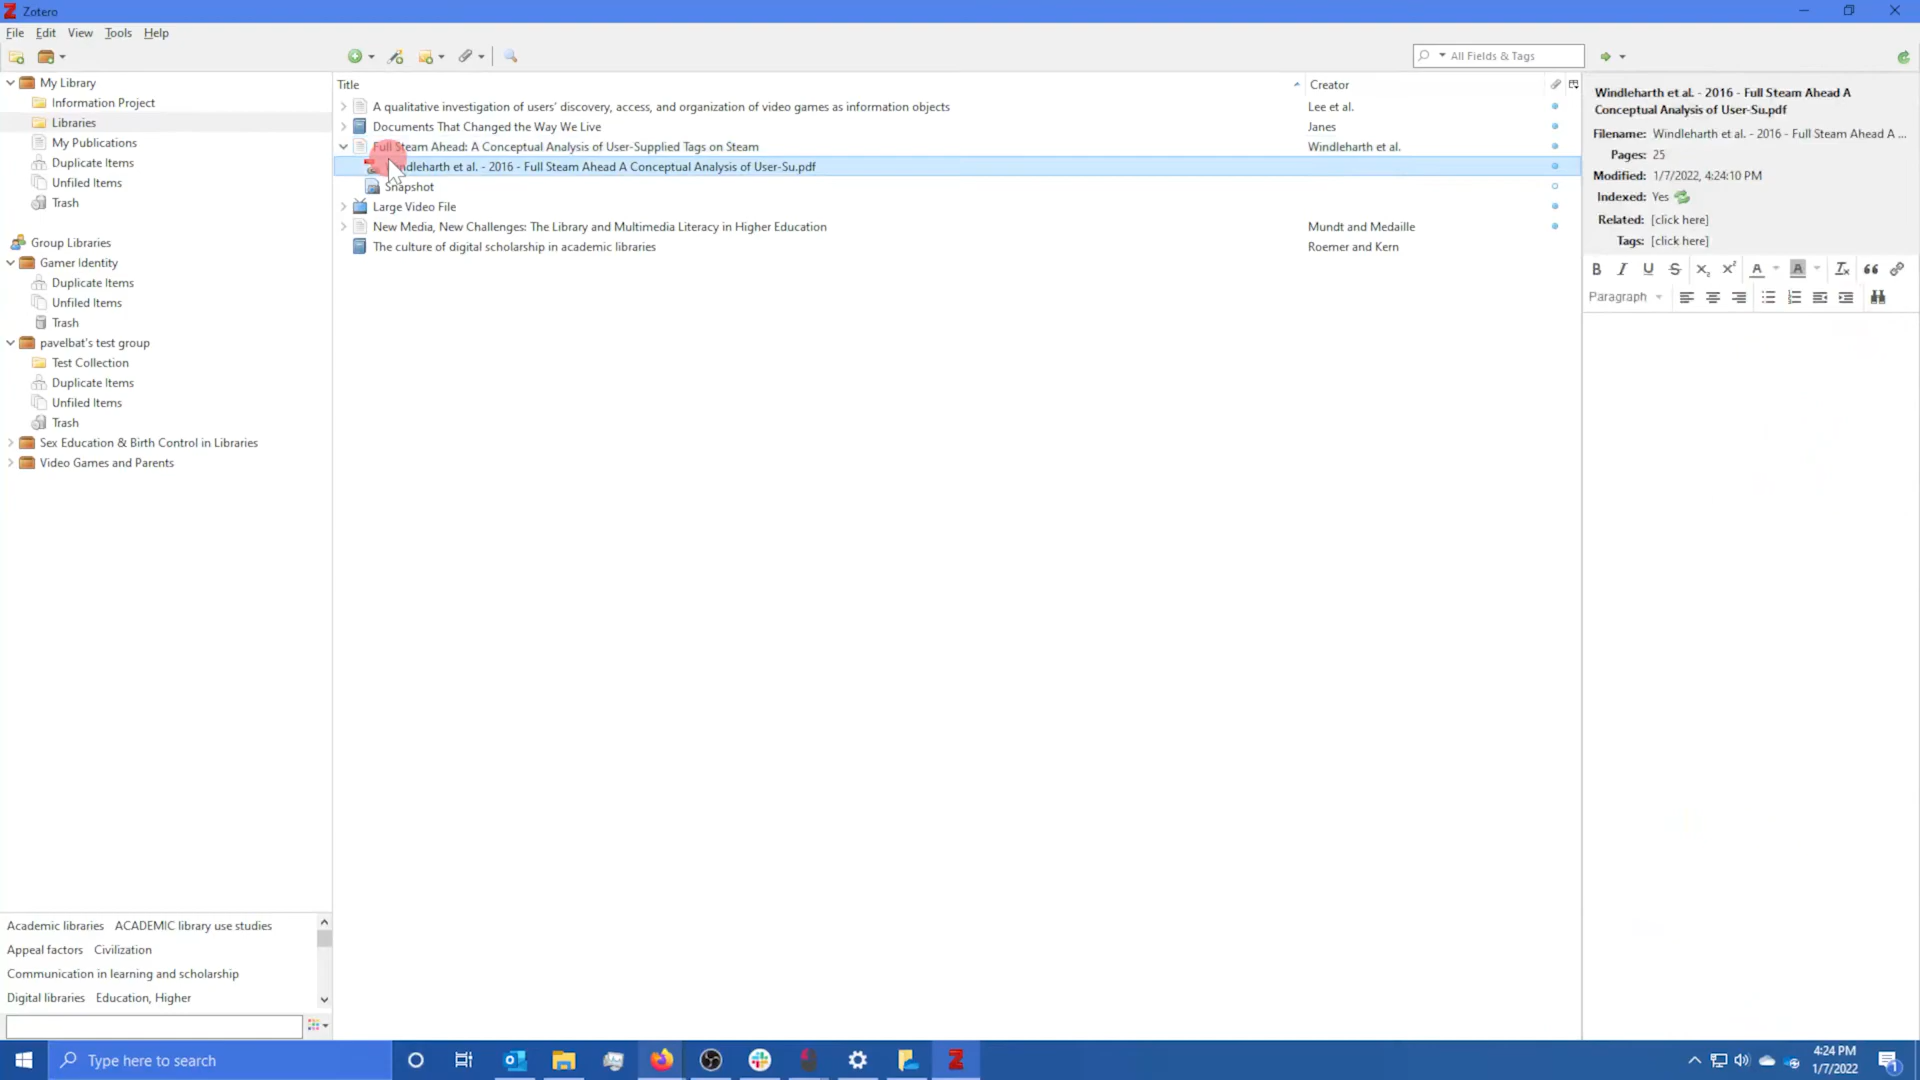 Zotero
File Edit View Tools Help
All Fields & Tags
My Library
Information Project
Libraries
My Publications
Duplicate Items
Unfiled Items
Trash
Group Libraries
Gamer Identity
Duplicate Items
Unfiled Items
Trash
pavelbat's test group
Test Collection
Duplicate Items
Unfiled Items
Trash
Sex Education & Birth Control in Libraries
Video Games and Parents
Academic libraries ACADEMIC library use studies
Appeal factors Civilization
Communication in learning and scholarship
Digital libraries Education, Higher
Title Creator
A qualitative investigation of users' discovery, access, and organization of video games as information objects Lee et al.
Documents That Changed the Way We Live Janes
Full Steam Ahead: A Conceptual Analysis of User-Supplied Tags on Steam Windleharth et al.
ndleharth et al. - 2016 - Full Steam Ahead A Conceptual Analysis of User-Su.pdf
Snapshot
Large Video File
New Media, New Challenges: The Library and Multimedia Literacy in Higher Education Mundt and Medaille
The culture of digital scholarship in academic libraries Roemer and Kern
Windleharth et al. - 2016 - Full Steam Ahead A
Conceptual Analysis of User-Su.pdf
Filename: Windleharth et al. - 2016 - Full Steam Ahead A ...
Pages: 25
Modified: 1/7/2022, 4:24:10 PM
Indexed: Yes
Related: [click here]
Tags: [click here]
B I U S X₂ X² A A Tx
Paragraph
Type here to search
4:24 PM
1/7/2022
1